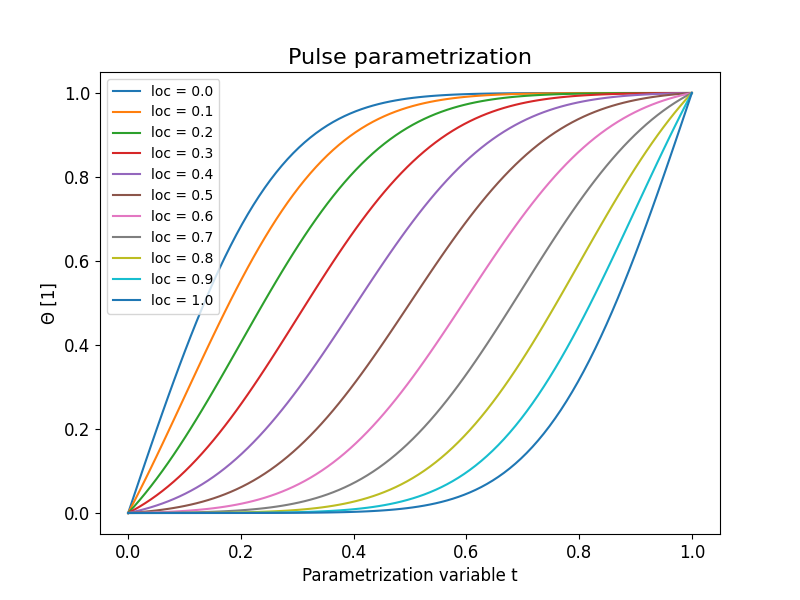 Pulse parametrization
1.0
0.8
0.6
0.4
0.2
0.0
Θ [1]
loc = 0.0
loc = 0.1
loc = 0.2
loc = 0.3
loc = 0.4
loc = 0.5
loc = 0.6
loc = 0.7
loc = 0.8
loc = 0.9
loc = 1.0
0.0 0.2 0.4 0.6 0.8 1.0
Parametrization variable t